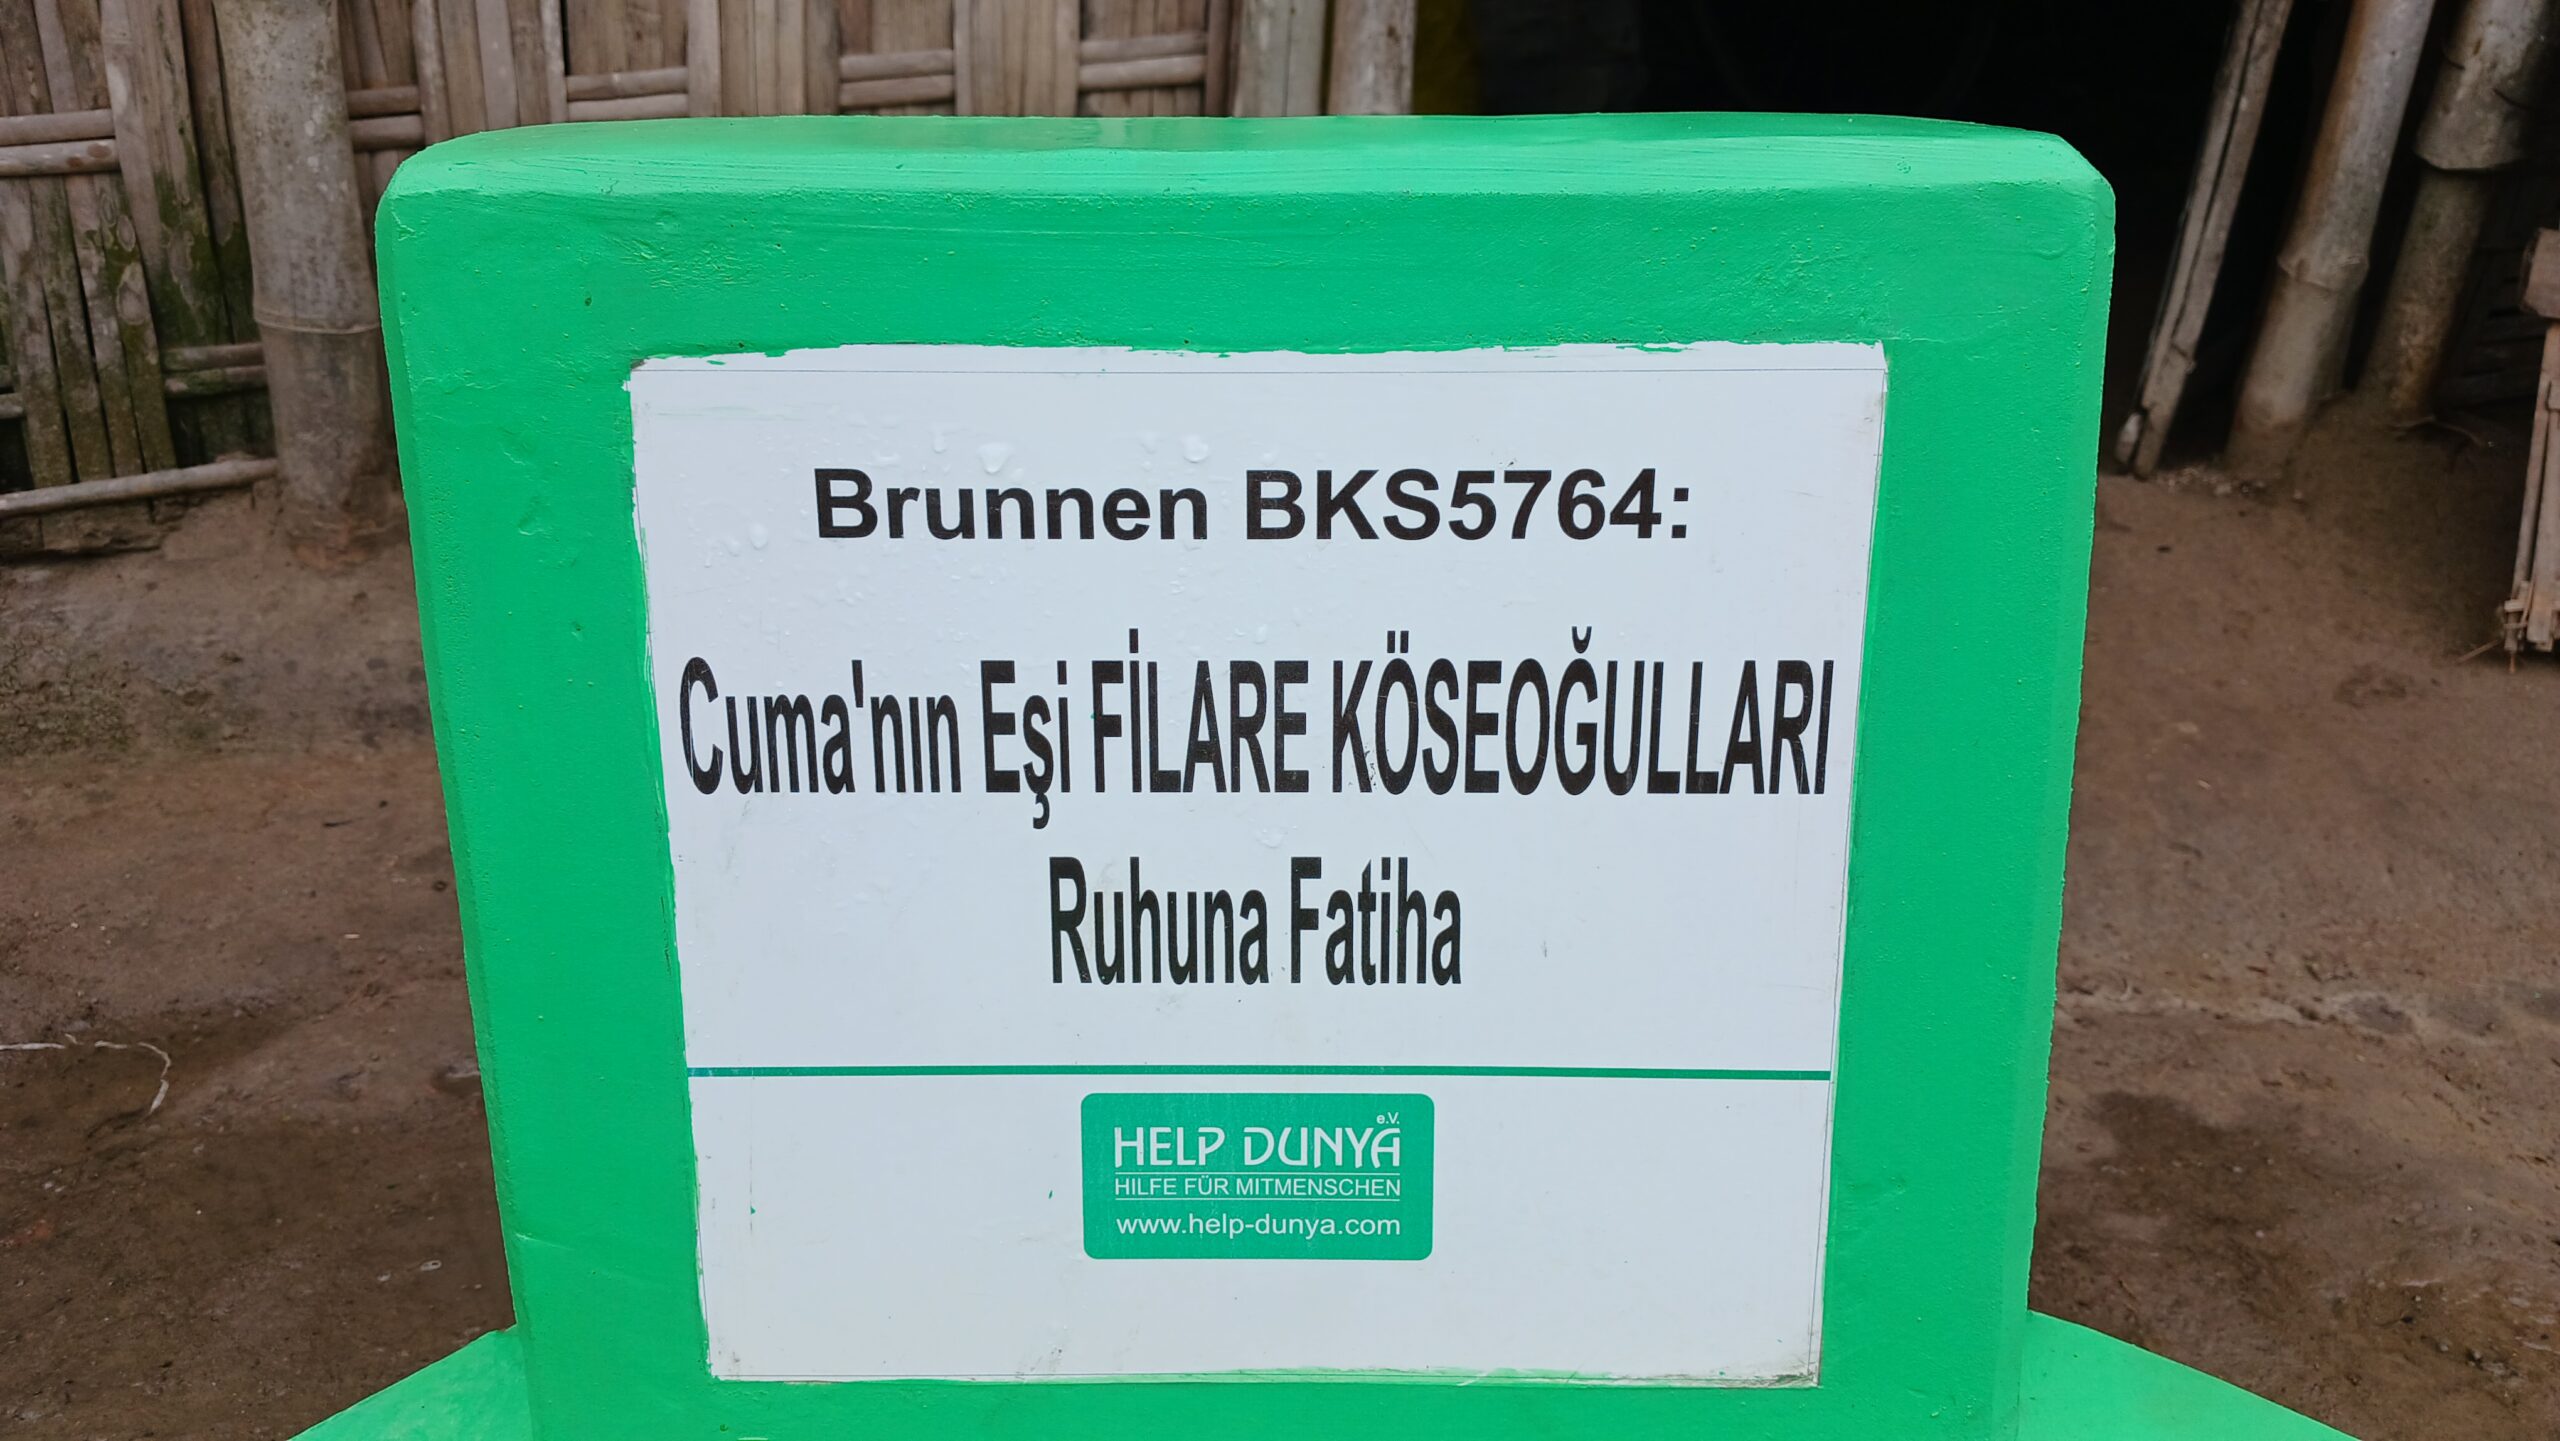 Brunnen BKS5764:
Cuma'nın Eşi FİLARE KÖSEOĞULLARI
Ruhuna Fatiha
e.V.
HELP DUNYA
HILFE FÜR MITMENSCHEN
www.help-dunya.com